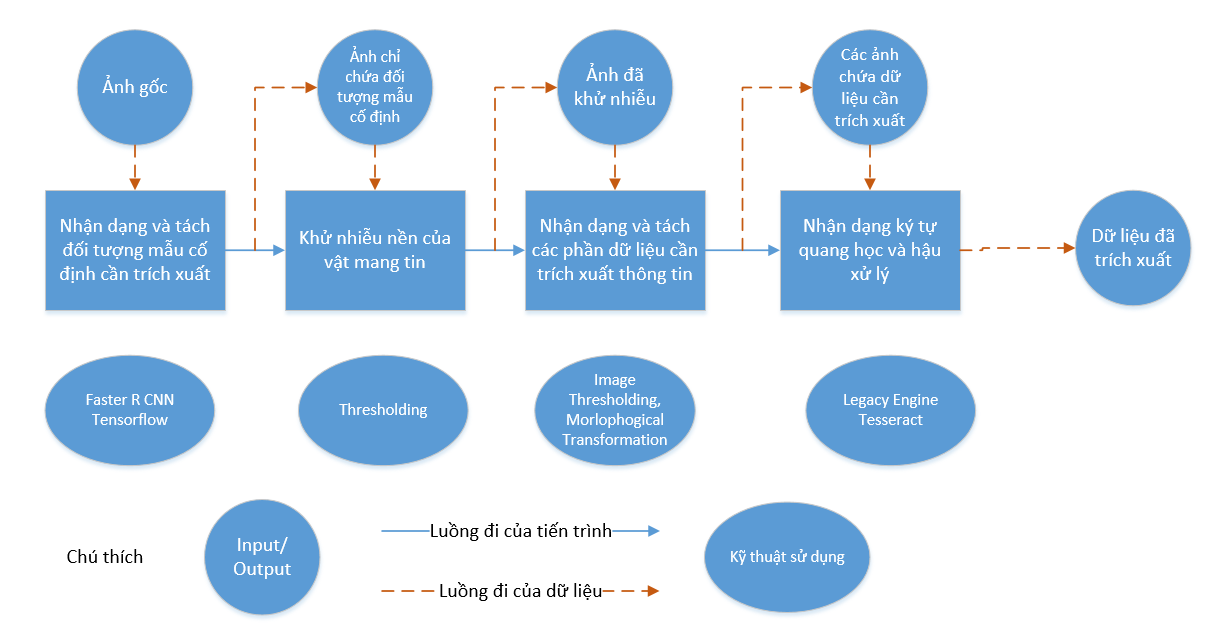 Ảnh gốc
Ảnh chỉ
chứa đối
tượng mẫu
cố định
Ảnh đã
khử nhiễu
Các ảnh
chứa dữ
liệu cần
trích xuất
Nhận dạng và tách
đối tượng mẫu cố
định cần trích xuất
Khử nhiễu nền của
vật mang tin
Nhận dạng và tách
các phần dữ liệu cần
trích xuất thông tin
Nhận dạng ký tự
quang học và hậu
xử lý
Dữ liệu đã
trích xuất
Faster R CNN
Tensorflow
Thresholding
Image
Thresholding,
Morlophogical
Transformation
Legacy Engine
Tesseract
Chú thích
Input/
Output
Luồng đi của tiến trình
Luồng đi của dữ liệu
Kỹ thuật sử dụng